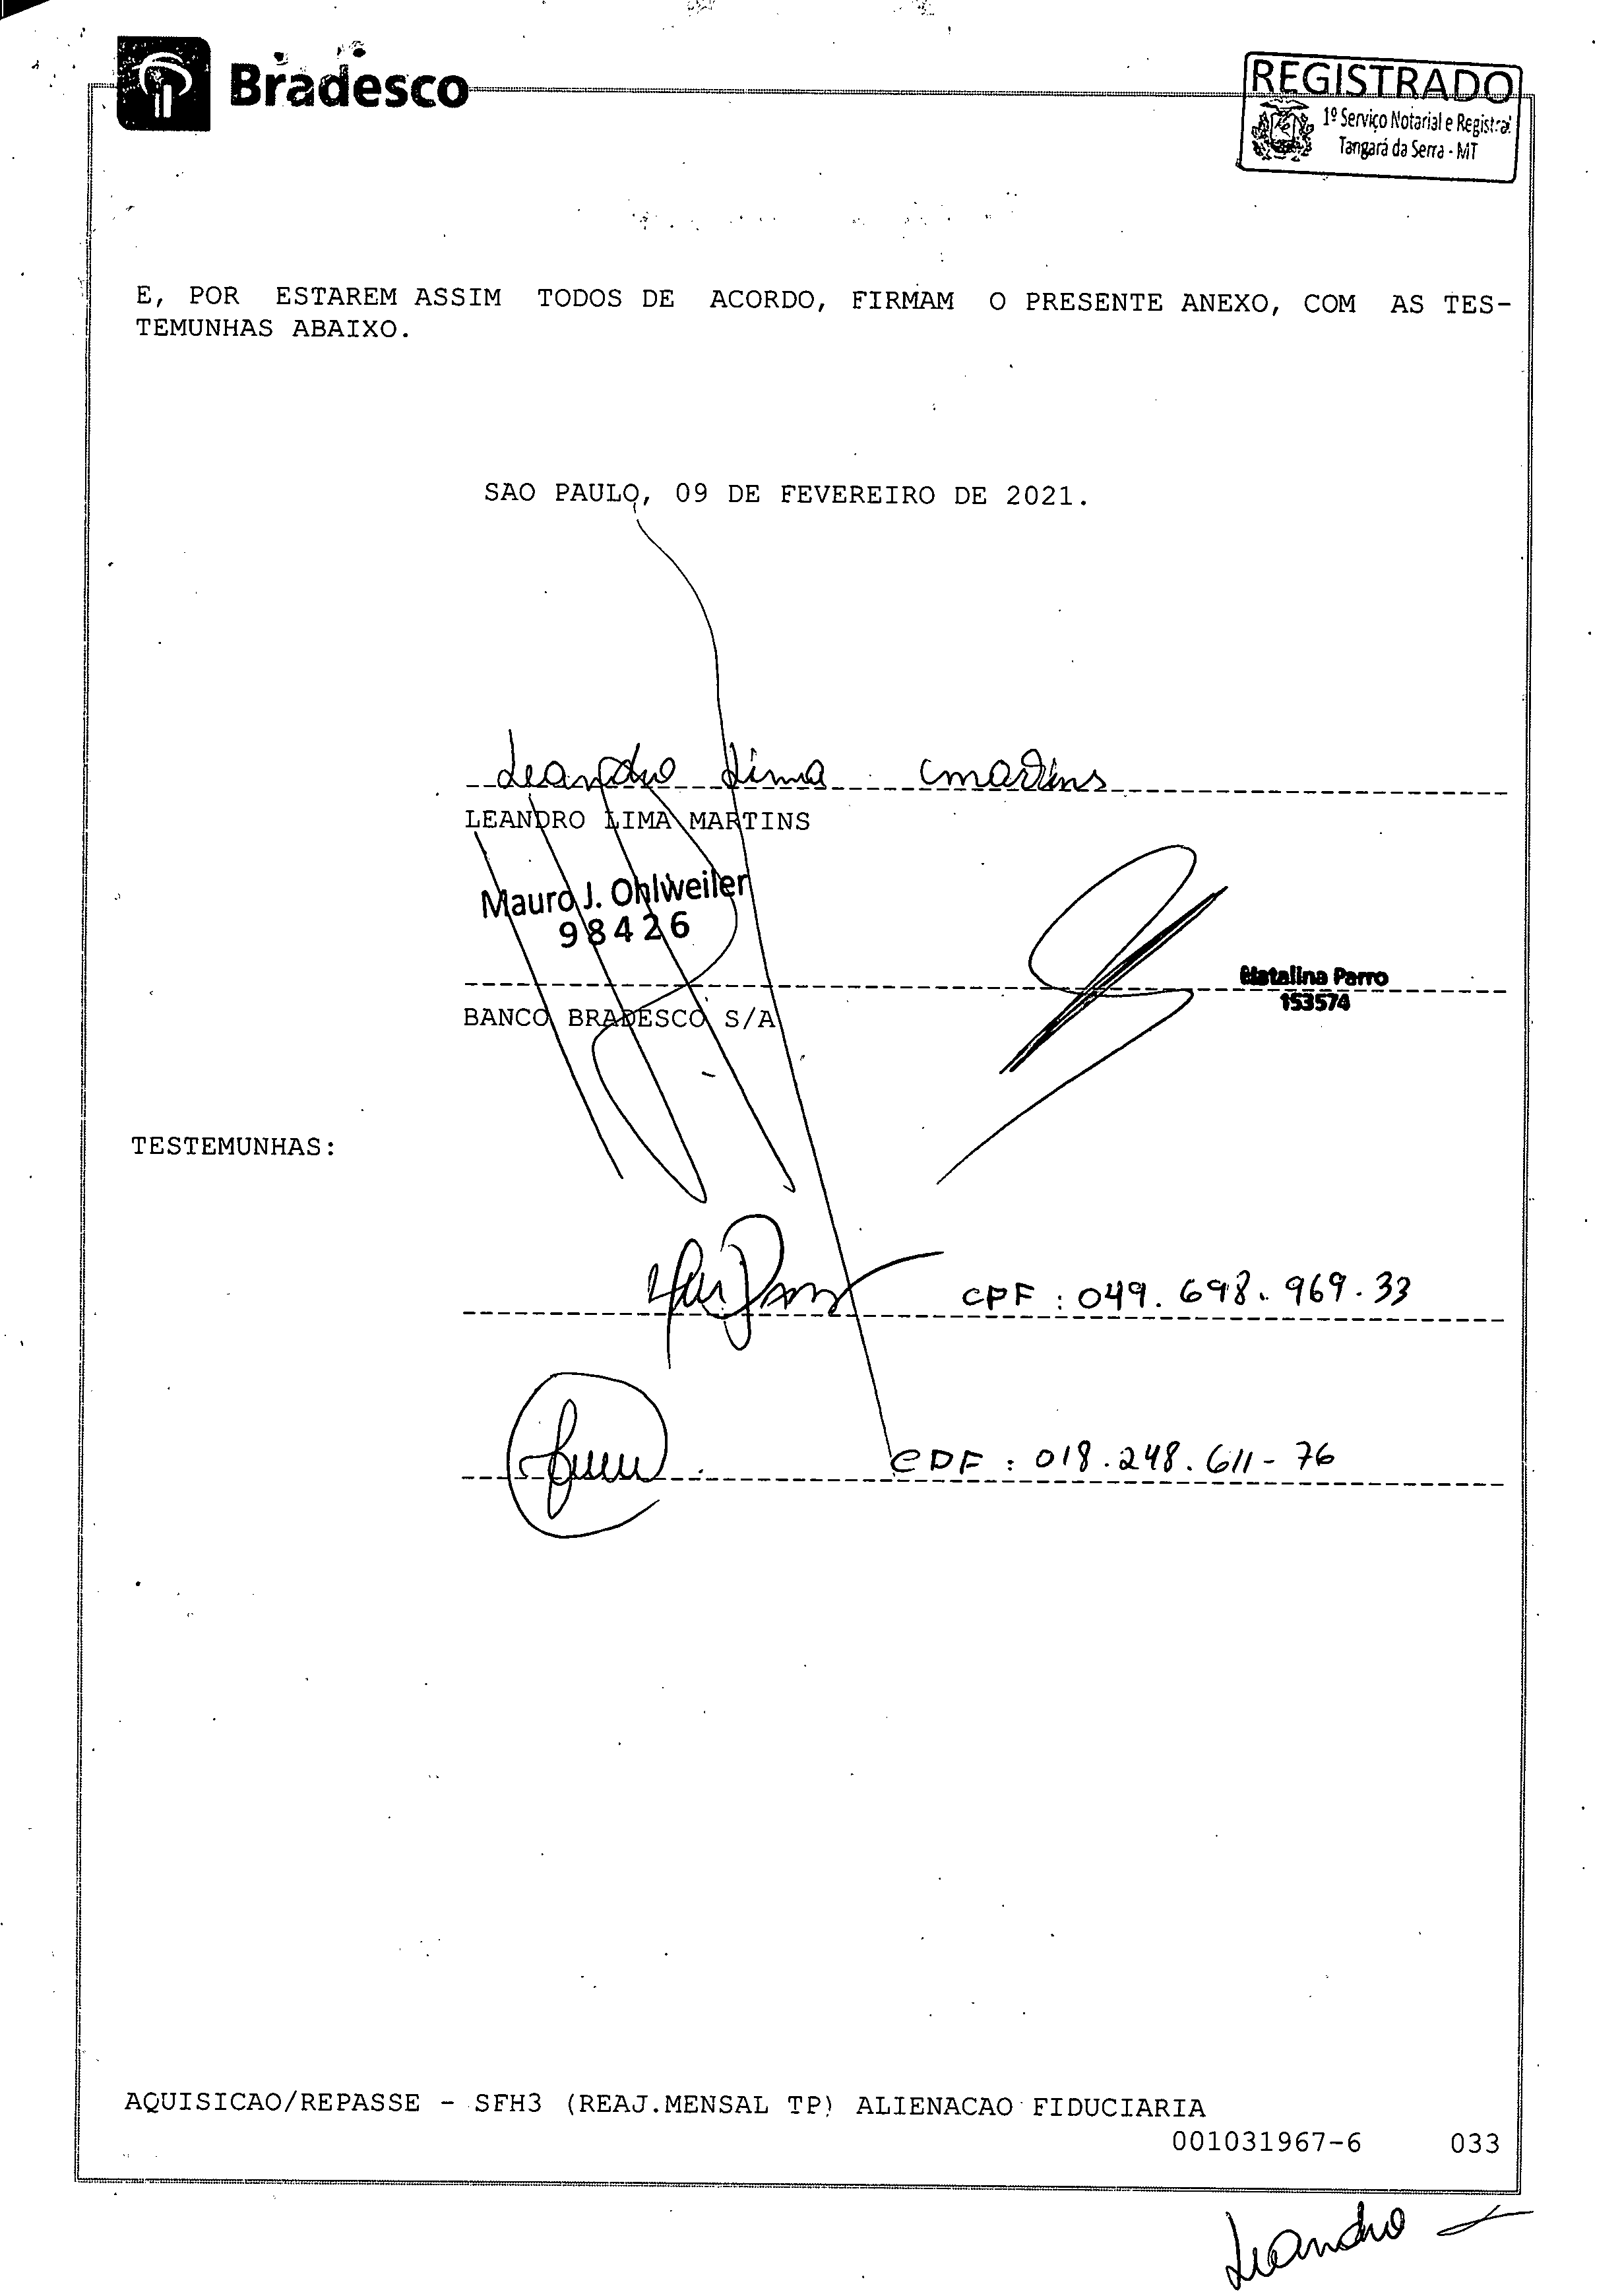 Bradesco
REGISTRADO
1º Serviço Notarial e Registral
Tangará da Serra - MT
E, POR ESTAREM ASSIM TODOS DE ACORDO, FIRMAM O PRESENTE ANEXO, COM AS TES-
TEMUNHAS ABAIXO.
SAO PAULO, 09 DE FEVEREIRO DE 2021.
Leandro Lima Martins
LEANDRO LIMA MARTINS
Mauro J. Ohlweiler
98426
Natalina Parro
153574
BANCO BRADESCO S/A
TESTEMUNHAS:
CPF : 049.698.969.33
CPF : 018.248.611-76
AQUISICAO/REPASSE - SFH3 (REAJ.MENSAL TP) ALIENACAO FIDUCIARIA
001031967-6 033
Leandro